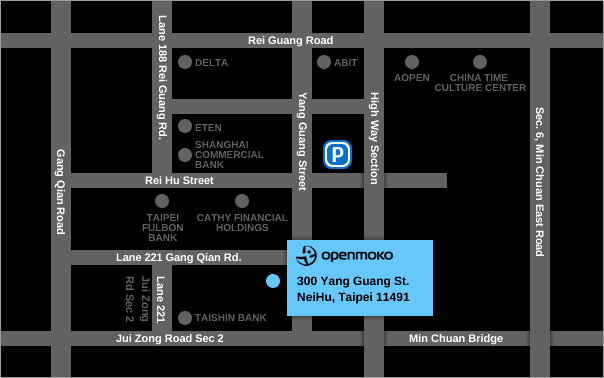 Rei Guang Road
Lane 188 Rei Guang Rd.
DELTA
ABIT
AOPEN
CHINA TIME
CULTURE CENTER
Yang Guang Street
High Way Section
Sec. 6, Min Chuan East Road
ETEN
SHANGHAI
COMMERCIAL
BANK
P
Gang Qian Road
Rei Hu Street
TAIPEI
FULBON
BANK
CATHY FINANCIAL
HOLDINGS
Lane 221 Gang Qian Rd.
openmoko
300 Yang Guang St.
NeiHu, Taipei 11491
Jui Zong
Rd Sec 2
Lane 221
TAISHIN BANK
Jui Zong Road Sec 2
Min Chuan Bridge